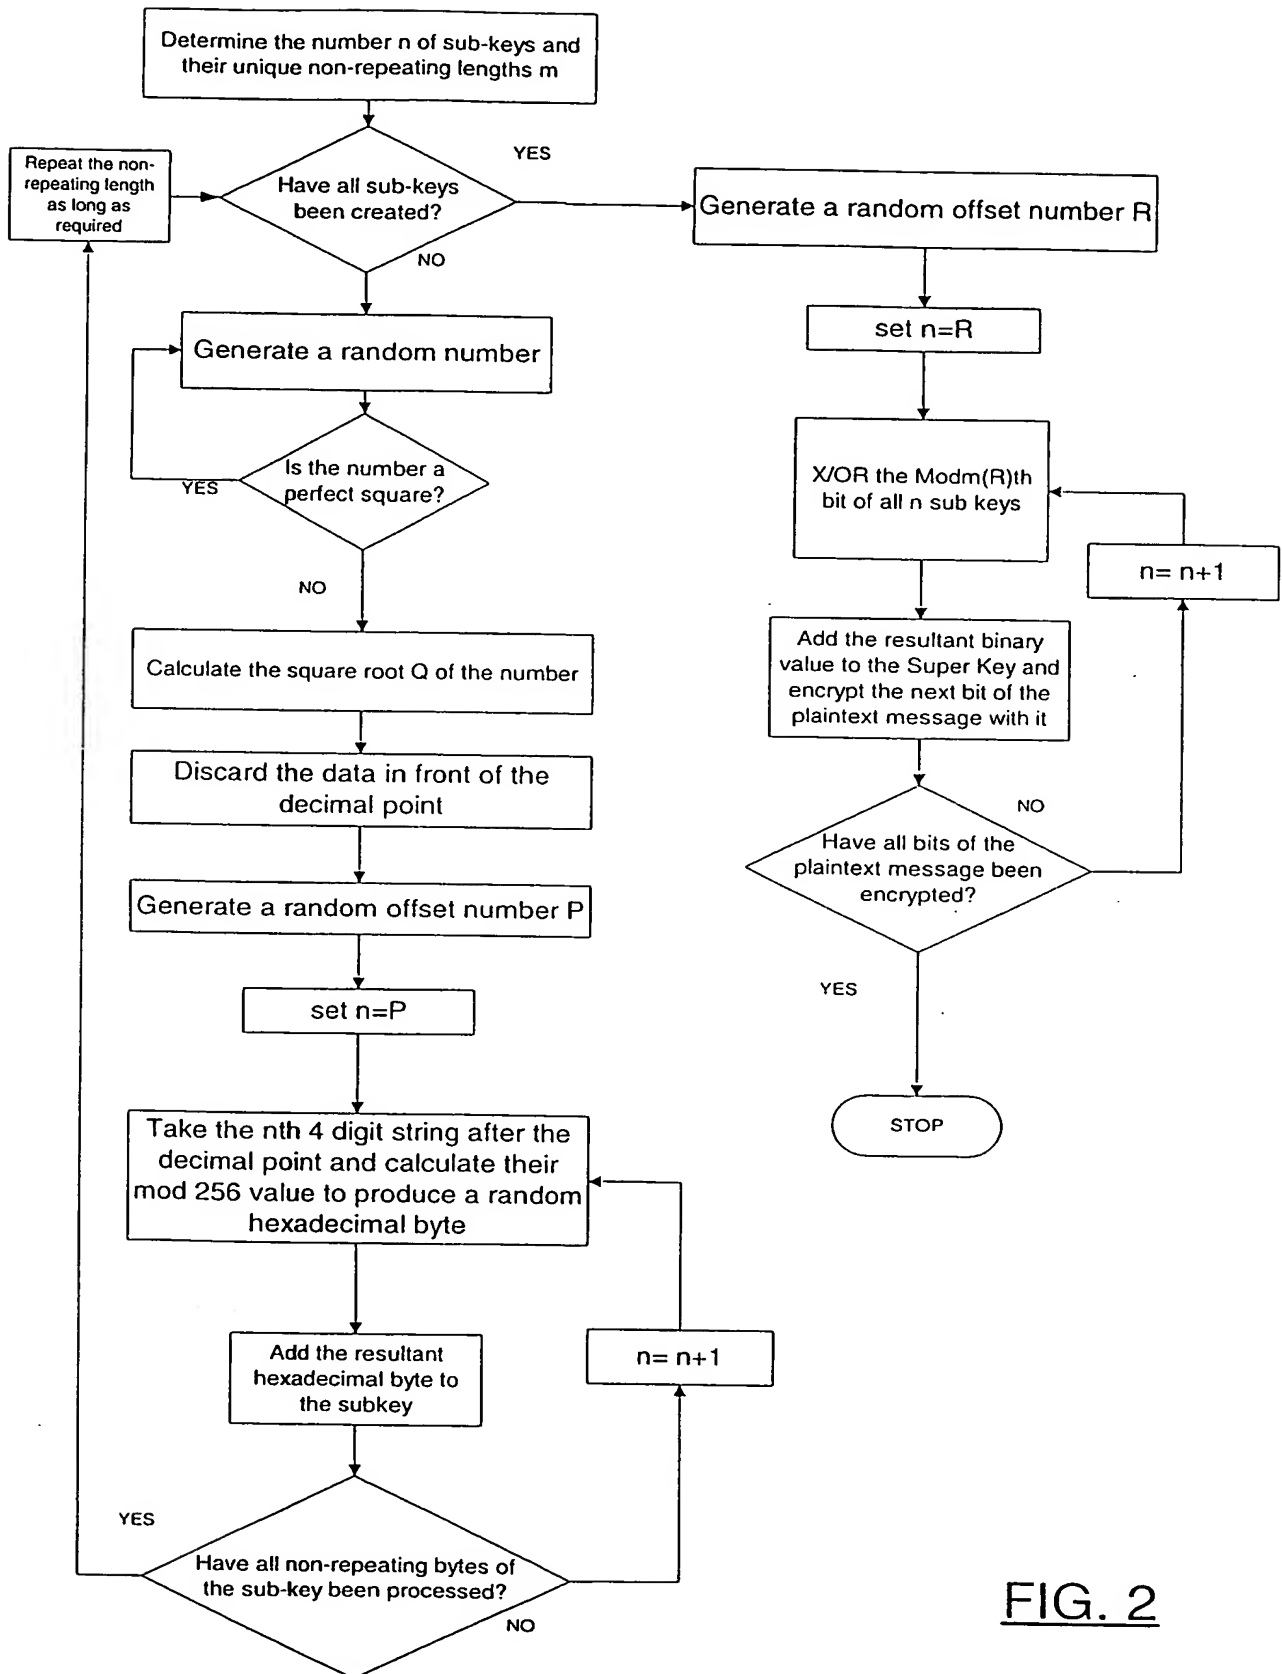 Determine the number n of sub-keys and
their unique non-repeating lengths m
Repeat the non-
repeating length
as long as
required
Have all sub-keys
been created?
YES
NO
Generate a random number
Is the number a
perfect square?
YES
NO
Calculate the square root Q of the number
Discard the data in front of the
decimal point
Generate a random offset number P
set n=P
Take the nth 4 digit string after the
decimal point and calculate their
mod 256 value to produce a random
hexadecimal byte
Add the resultant
hexadecimal byte to
the subkey
n= n+1
Have all non-repeating bytes of
the sub-key been processed?
YES
NO
Generate a random offset number R
set n=R
X/OR the Modm(R)th
bit of all n sub keys
n= n+1
Add the resultant binary
value to the Super Key and
encrypt the next bit of the
plaintext message with it
Have all bits of the
plaintext message been
encrypted?
NO
YES
STOP
FIG. 2